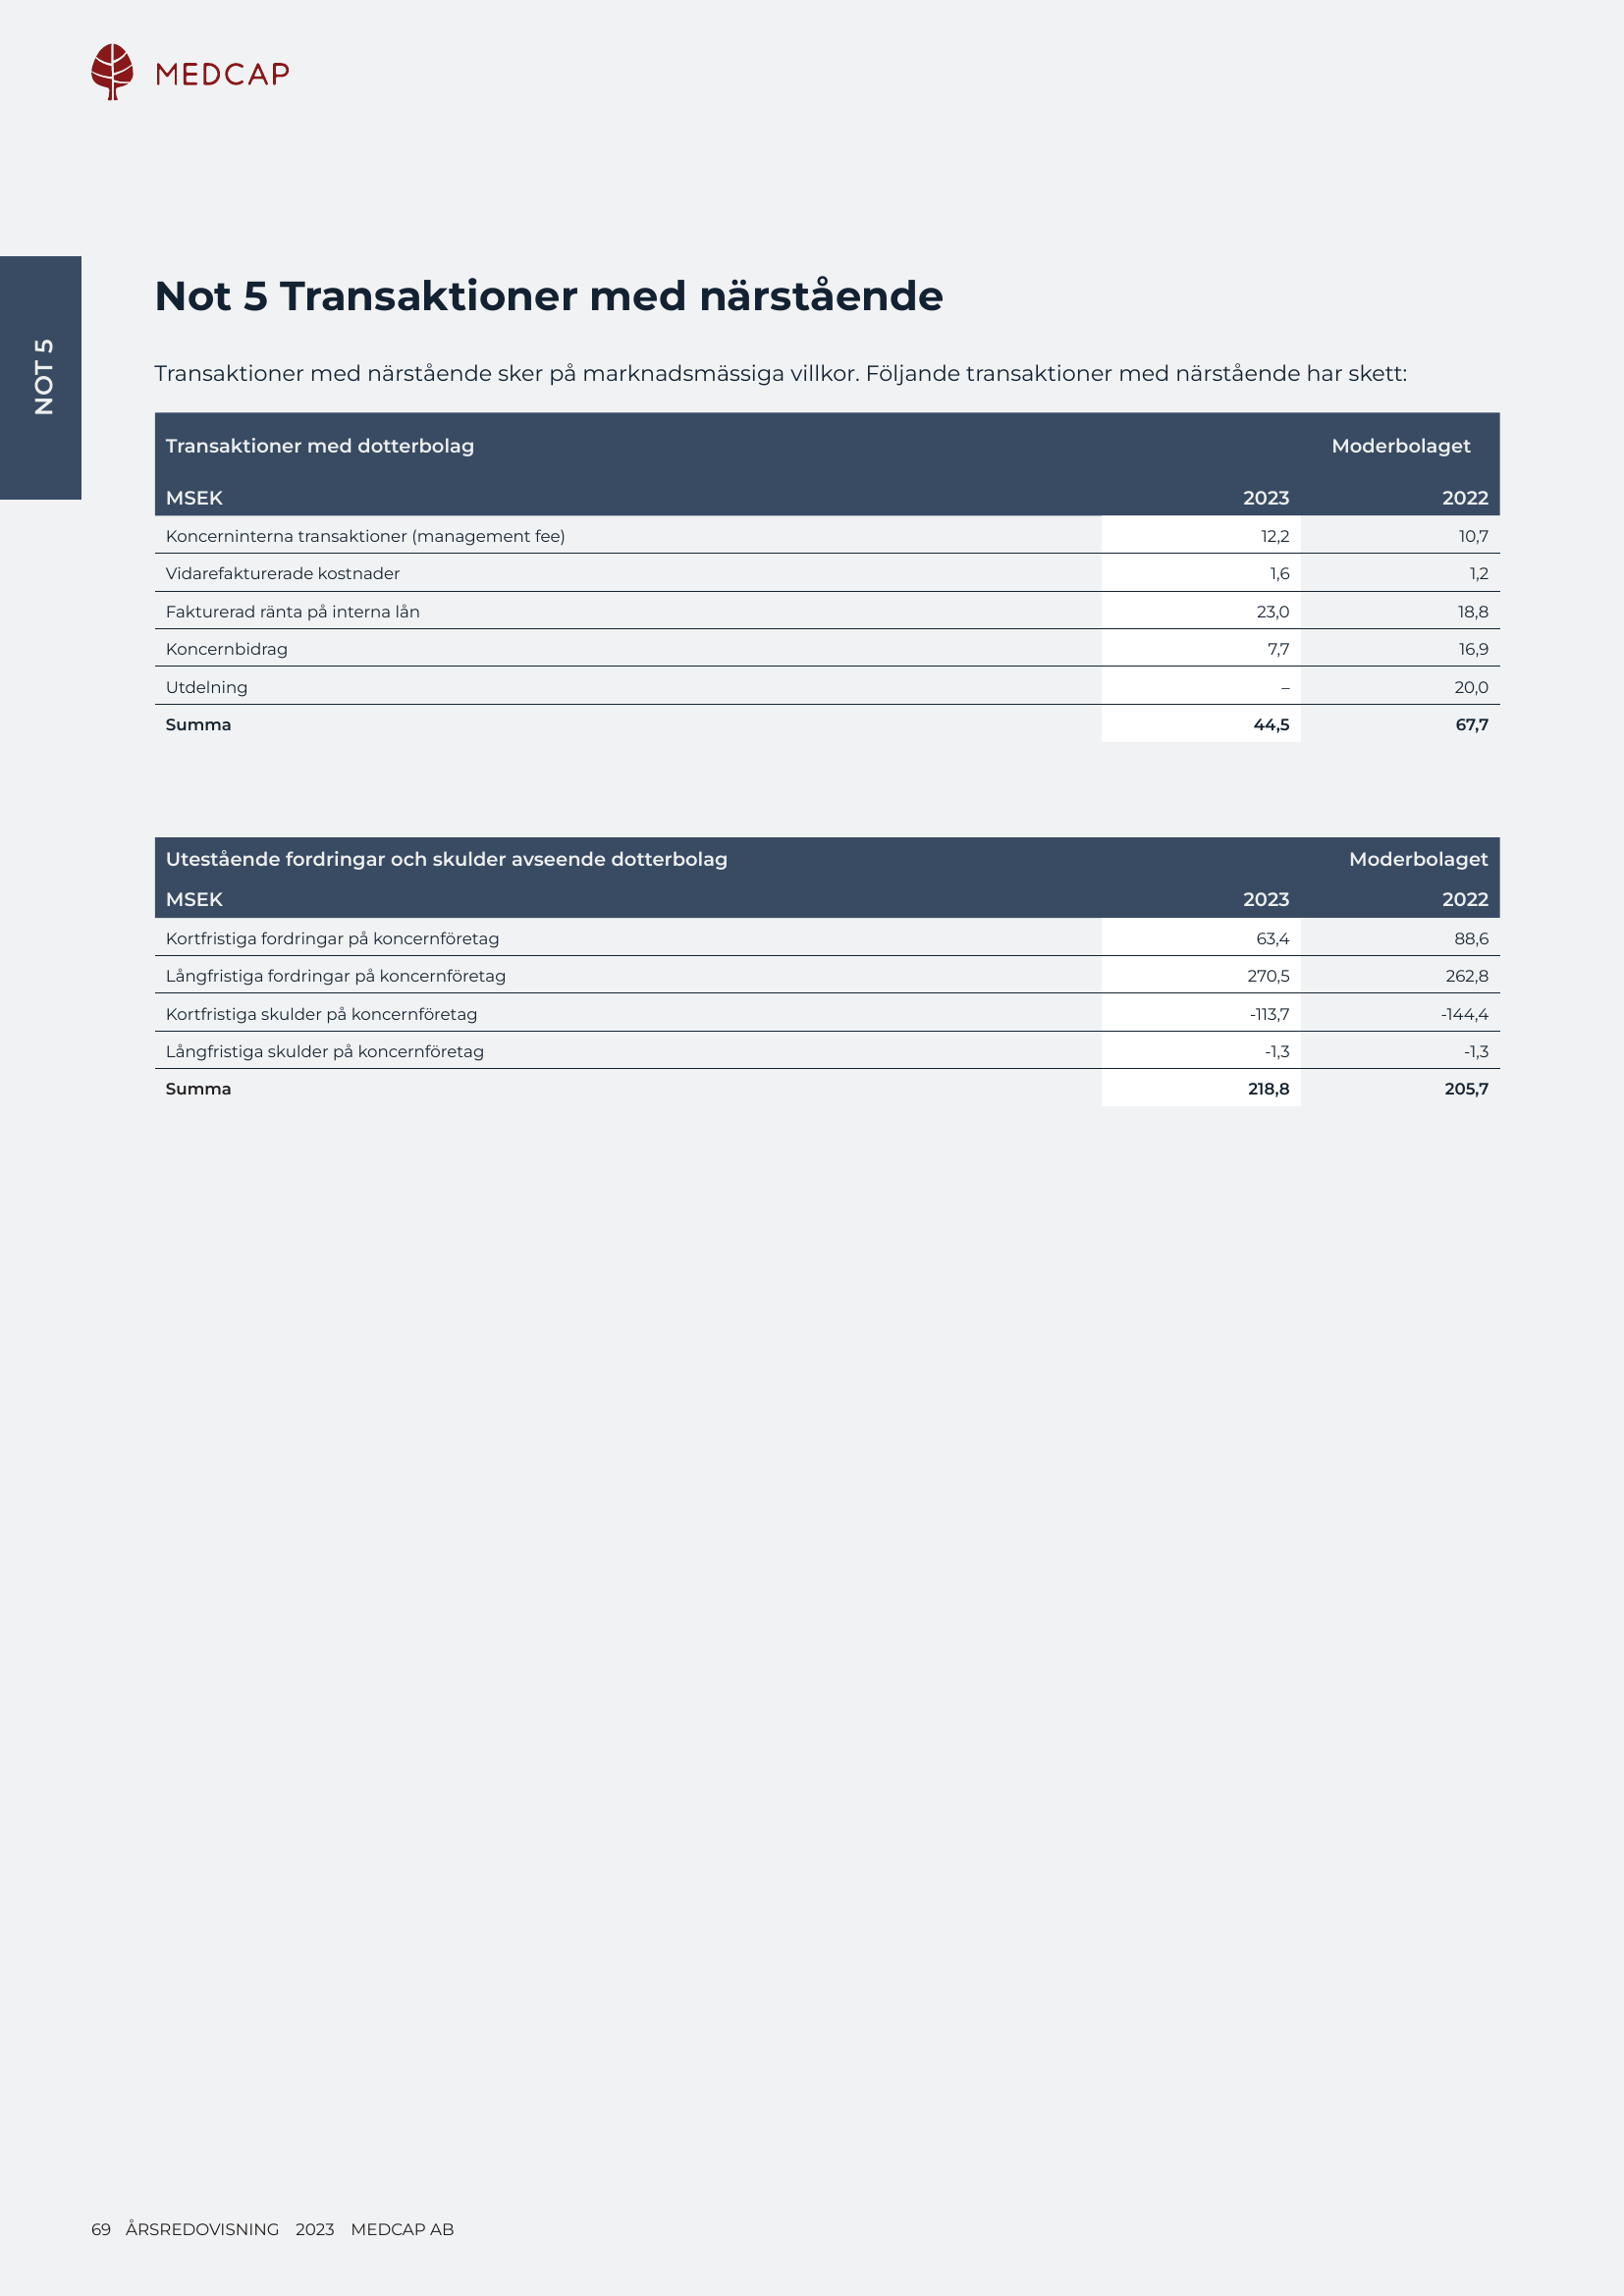 MEDCAP
NOT 5
Not 5 Transaktioner med närstående
Transaktioner med närstående sker på marknadsmässiga villkor. Följande transaktioner med närstående har skett:
Transaktioner med dotterbolag Moderbolaget
MSEK 2023 2022
Koncerninterna transaktioner (management fee) 12,2 10,7
Vidarefakturerade kostnader 1,6 1,2
Fakturerad ränta på interna lån 23,0 18,8
Koncernbidrag 7,7 16,9
Utdelning – 20,0
Summa 44,5 67,7
Utestående fordringar och skulder avseende dotterbolag Moderbolaget
MSEK 2023 2022
Kortfristiga fordringar på koncernföretag 63,4 88,6
Långfristiga fordringar på koncernföretag 270,5 262,8
Kortfristiga skulder på koncernföretag -113,7 -144,4
Långfristiga skulder på koncernföretag -1,3 -1,3
Summa 218,8 205,7
69 ÅRSREDOVISNING 2023 MEDCAP AB